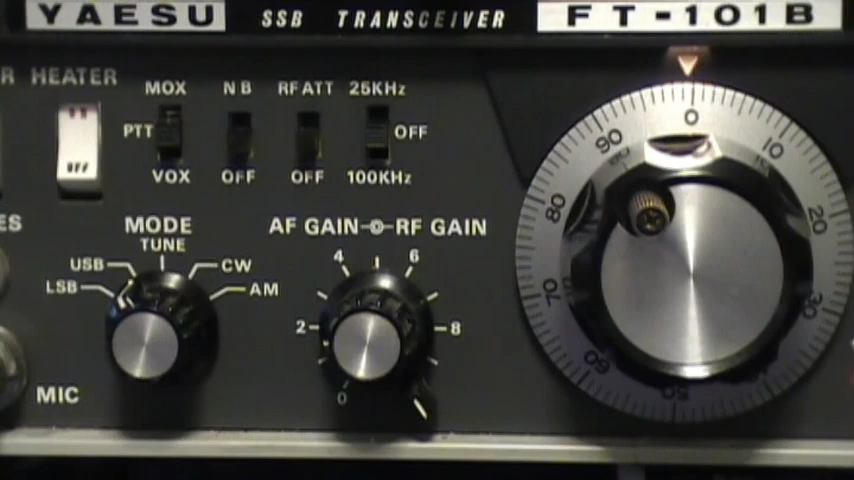 YAESU SSB TRANSCEIVER FT-101B
R HEATER
MOX NB RF ATT 25KHz
PTT OFF
OFF
VOX OFF OFF 100KHz
ES
MODE AF GAIN RF GAIN
TUNE
USB CW
LSB AM
4 6
2 8
0
MIC
0 10 20 30 50 60 70 80 90